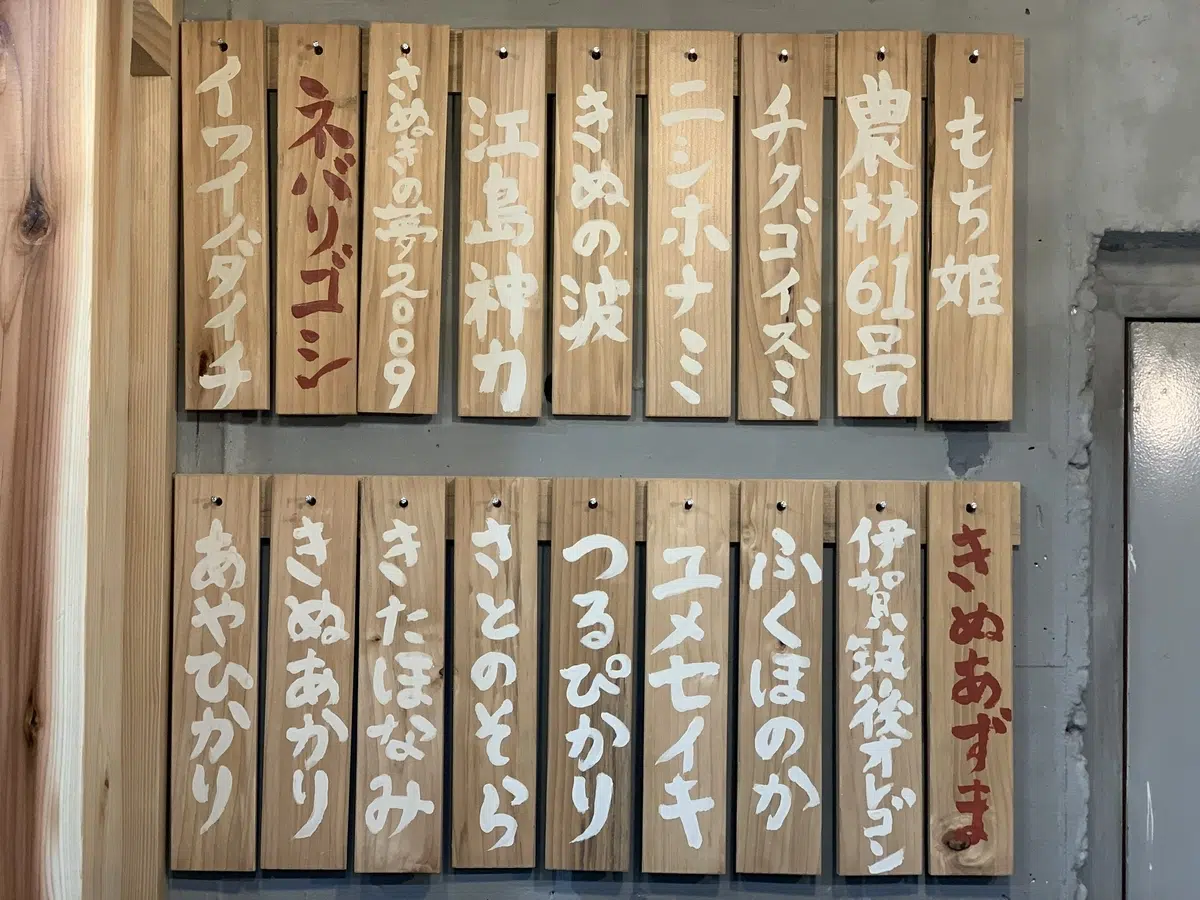 もち姫
農林61号
チクゴイズミ
ニシホナミ
きぬの波
江島神力
さぬきの夢2009
ネバリゴシ
イワイノダイチ
きぬあずま
伊賀筑後オレゴン
ふくほのか
ユメセイキ
つるぴかり
さとのそら
きたほなみ
きぬあかり
あやひかり